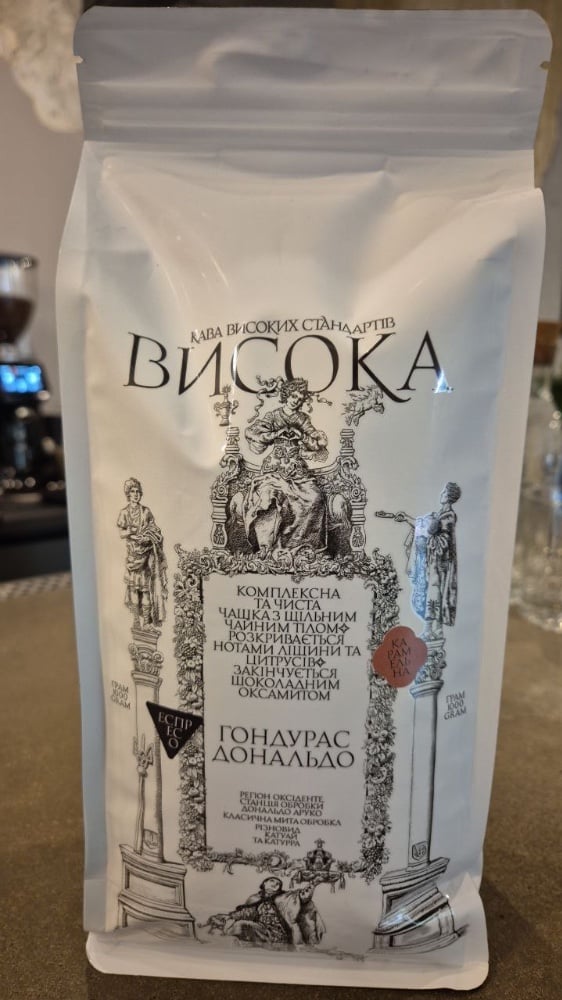 КАВА ВИСОКИХ СТАНДАРТІВ
ВИСОКА
КОМПЛЕКСНА
ТА ЧИСТА
ЧАШКА З ЩІЛЬНИМ
ЧАЙНИМ ТІЛОМ
РОЗКРИВАЄТЬСЯ
НОТАМИ ЛІЩИНИ ТА
ЦИТРУСІВ
ЗАКІНЧУЄТЬСЯ
ШОКОЛАДНИМ
ОКСАМИТОМ
КА
РАМ
ЕЛЬ
НА
ГРАМ
1000
GRAM
ГРАМ
1000
GRAM
ЕСПР
ЕС
О
ГОНДУРАС
ДОНАЛЬДО
РЕГІОН ОКСІДЕНТЕ
СТАНЦІЯ ОБРОБКИ
ДОНАЛЬДО АРУКО
КЛАСИЧНА МИТА ОБРОБКА
РІЗНОВИД
КАТУАЙ
ТА КАТУРРА